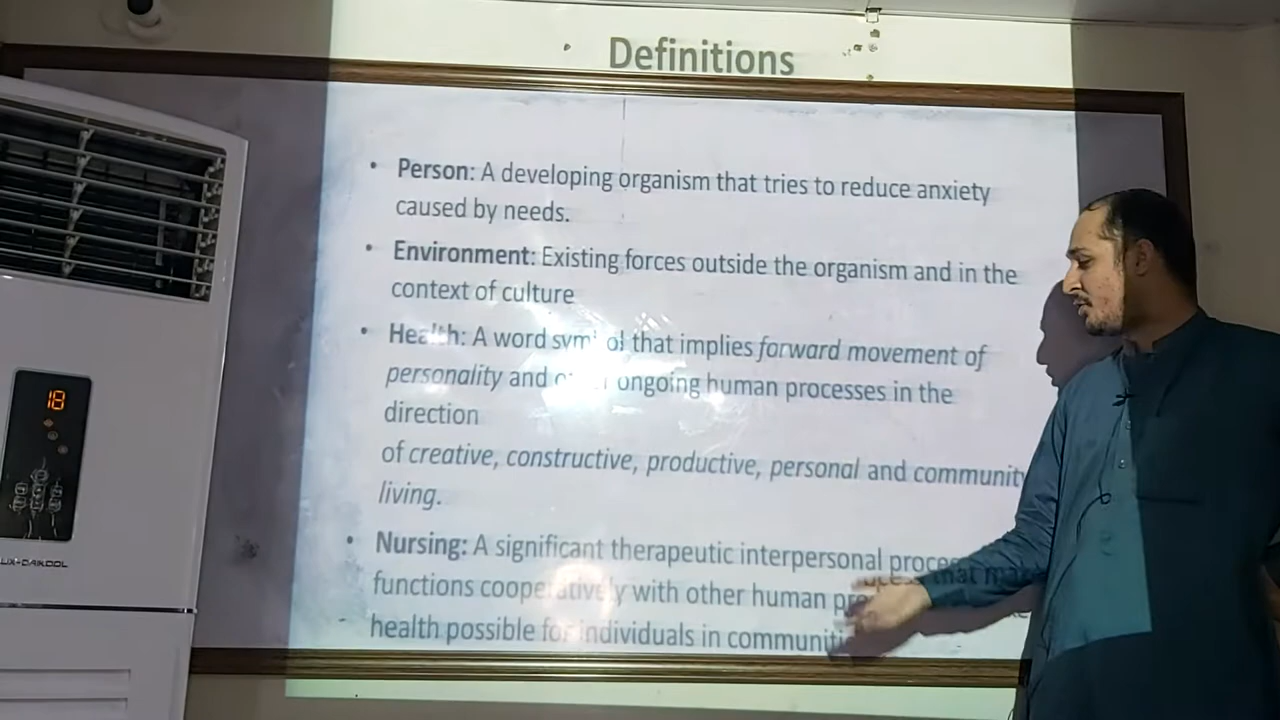 Definitions
• Person: A developing organism that tries to reduce anxiety
caused by needs.
• Environment: Existing forces outside the organism and in the
context of culture
• Health: A word symbol that implies forward movement of
personality and ongoing human processes in the
direction
of creative, constructive, productive, personal and community
living.
• Nursing: A significant therapeutic interpersonal process that
functions cooperatively with other human
health possible for individuals in
18